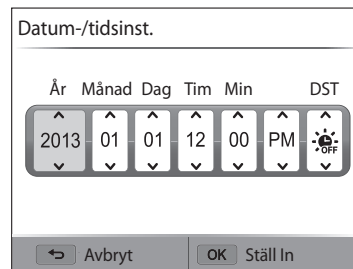 Datum-/tidsinst.
År Månad Dag Tim Min DST
2013 01 01 12 00 PM OFF
Avbryt OK Ställ In